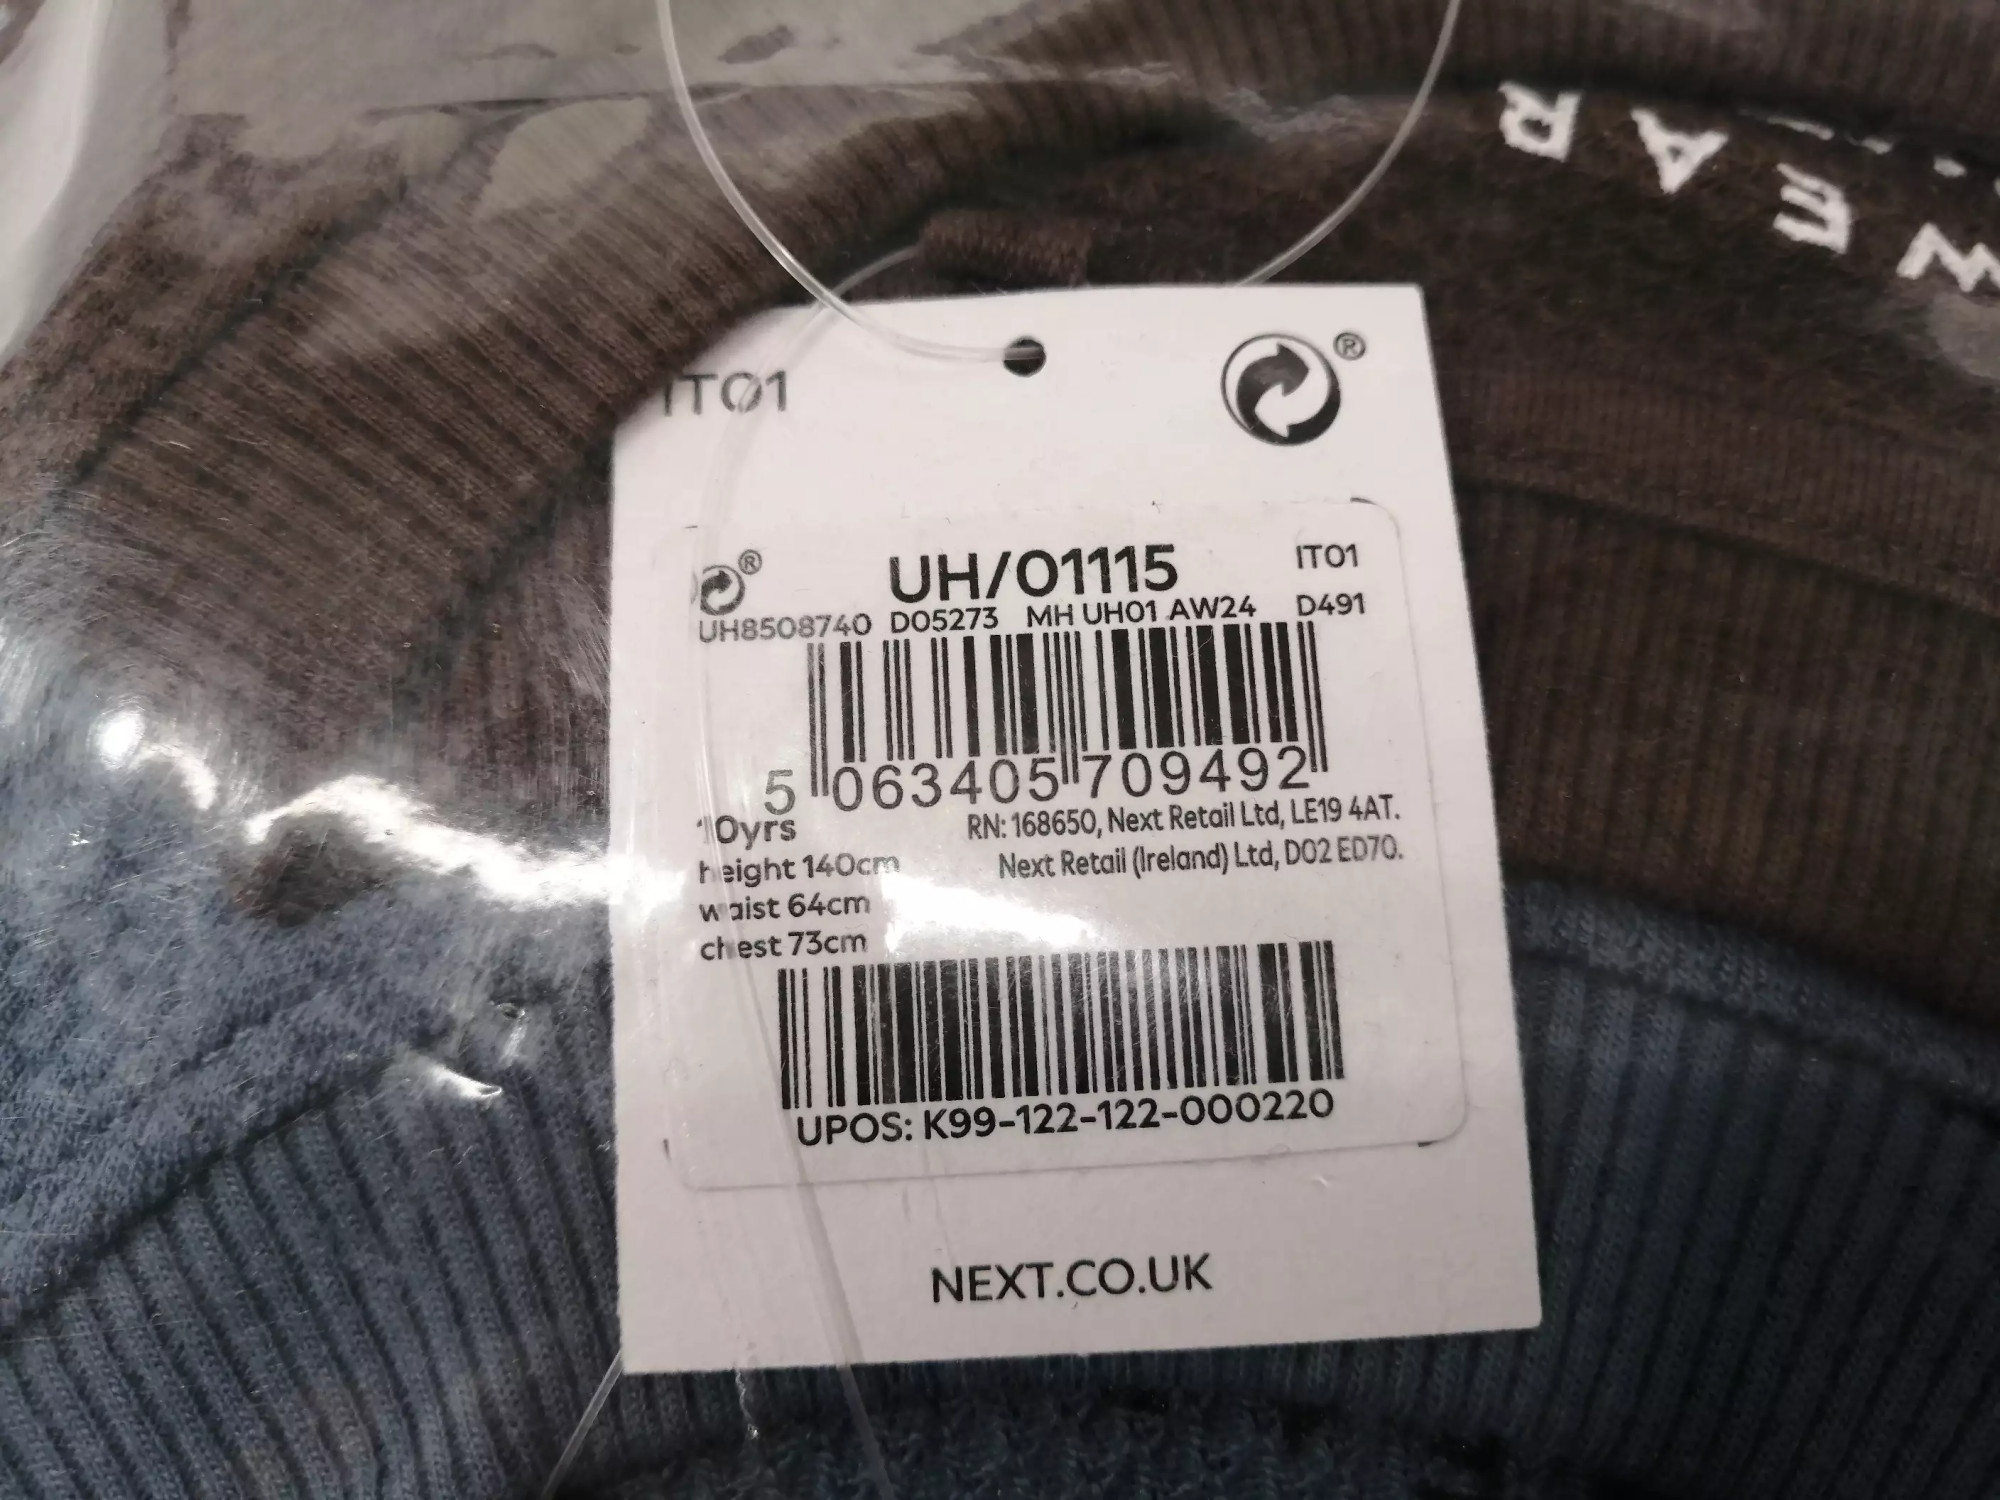 WEAR
IT01
®
®
UH/01115
IT01
UH8508740 D05273 MH UH01 AW24 D491
5 063405 709492
10yrs
RN: 168650, Next Retail Ltd, LE19 4AT.
height 140cm
Next Retail (Ireland) Ltd, D02 ED70.
waist 64cm
chest 73cm
UPOS: K99-122-122-000220
NEXT.CO.UK